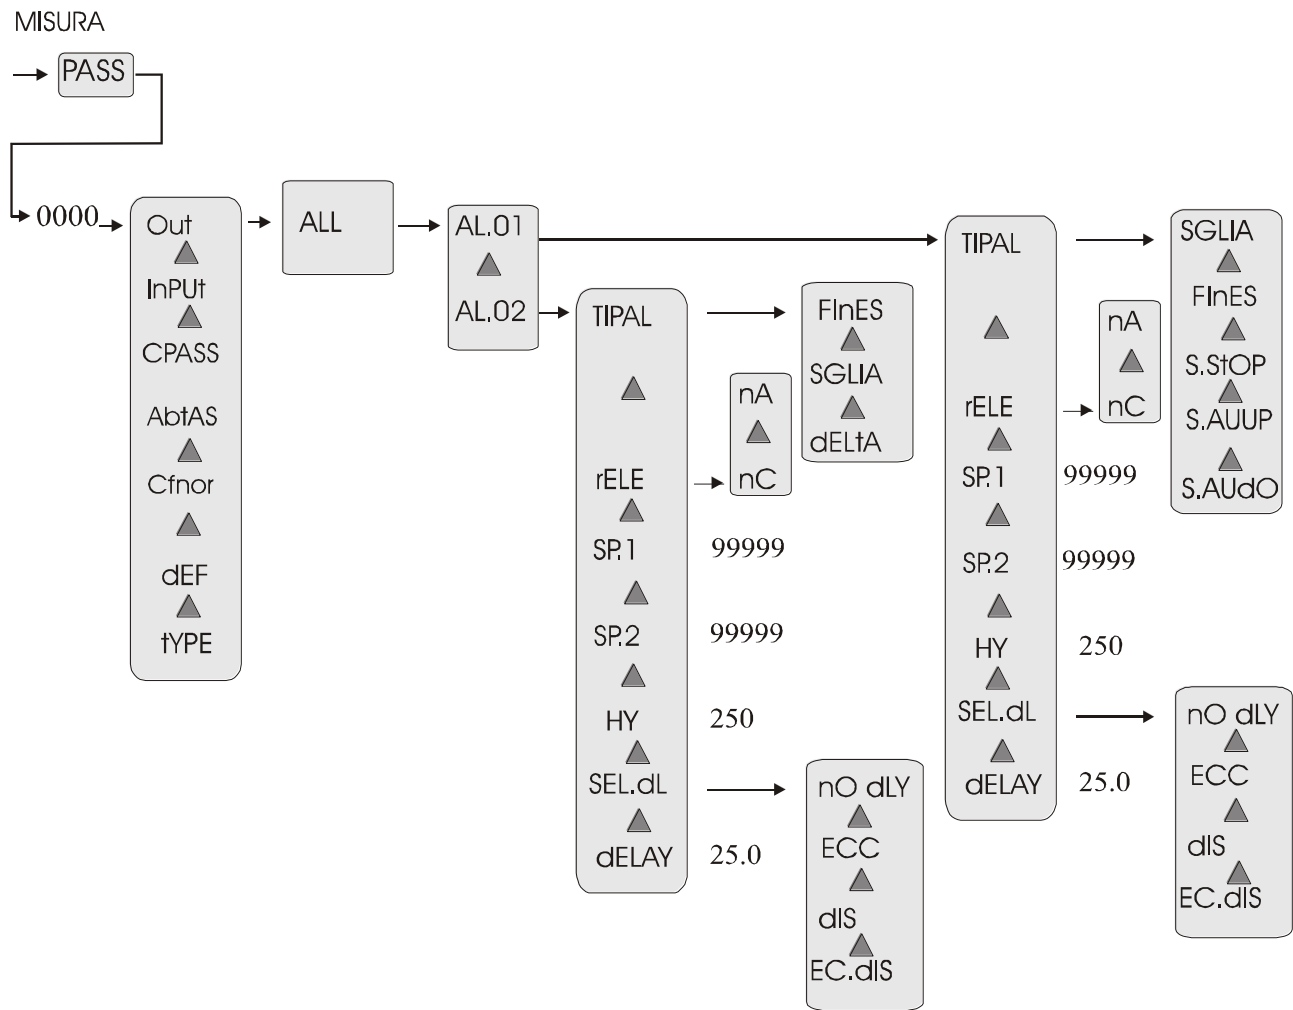 MISURA
PASS
0000
Out
InPUt
CPASS
AbtAS
Cfnor
dEF
tYPE
ALL
AL.01
AL.02
TIPAL
rELE
SP.1
99999
SP.2
99999
HY
250
SEL.dL
dELAY
25.0
nA
nC
FInES
SGLIA
dELtA
nO dLY
ECC
dIS
EC.dIS
TIPAL
rELE
SP.1
99999
SP.2
99999
HY
250
SEL.dL
dELAY
25.0
nA
nC
SGLIA
FInES
S.StOP
S.AUUP
S.AUdO
nO dLY
ECC
dIS
EC.dIS